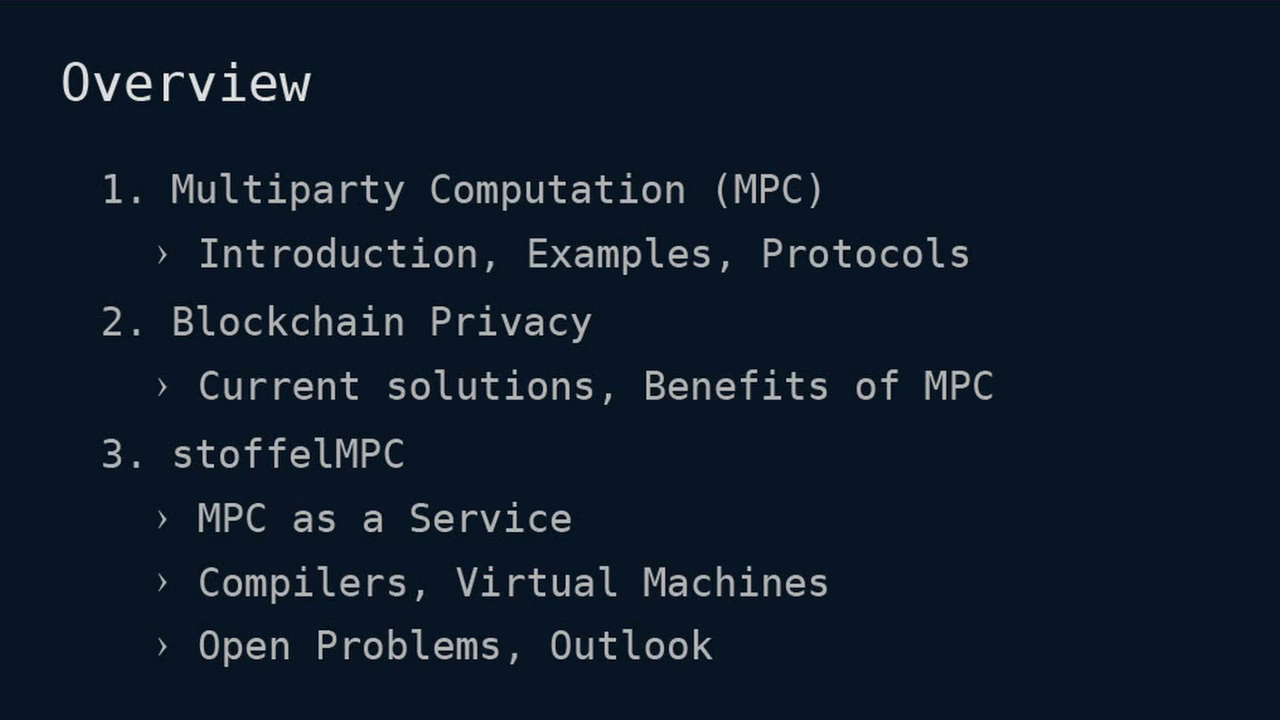 Overview
1. Multiparty Computation (MPC)
› Introduction, Examples, Protocols
2. Blockchain Privacy
› Current solutions, Benefits of MPC
3. stoffelMPC
› MPC as a Service
› Compilers, Virtual Machines
› Open Problems, Outlook